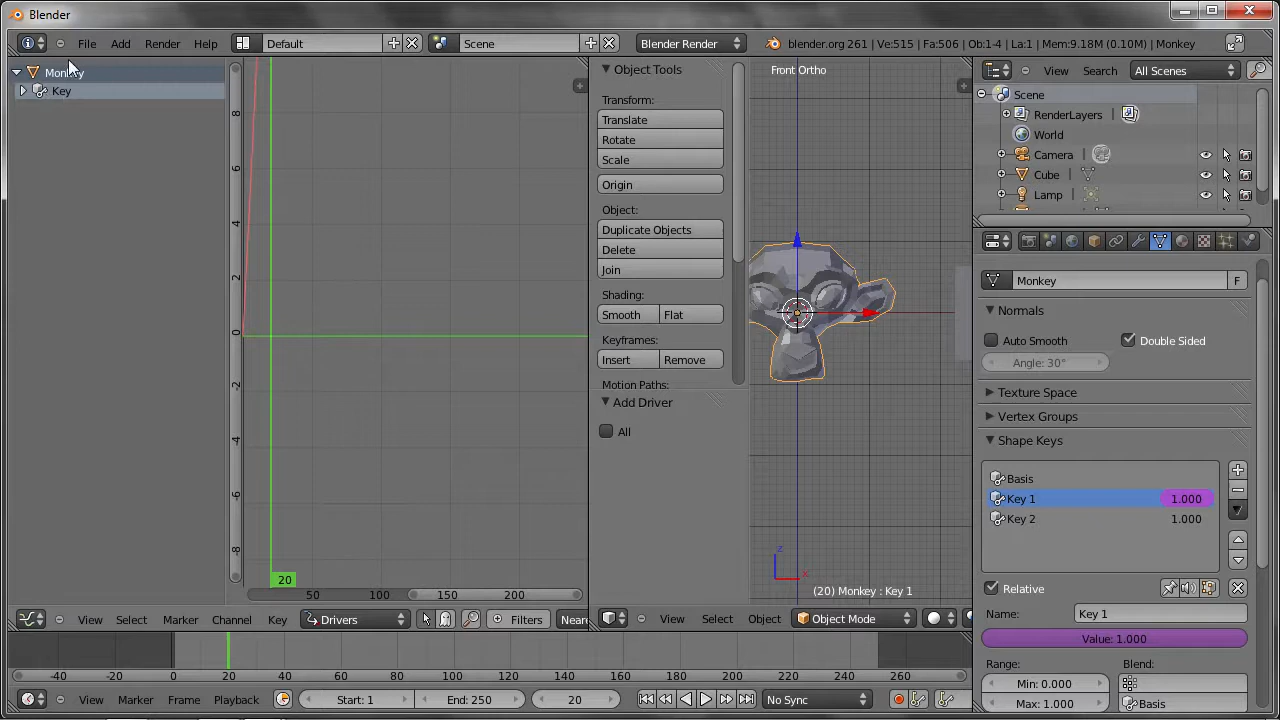 Blender
File Add Render Help Default Scene Blender Render blender.org 261 | Ve:515 | Fa:506 | Ob:1-4 | La:1 | Mem:9.18M (0.10M) | Monkey
Monkey
Key
8
6
4
2
0
-2
-4
-6
-8
20
50 100 150 200
View Select Marker Channel Key Drivers Filters Neare
Object Tools
Transform:
Translate
Rotate
Scale
Origin
Object:
Duplicate Objects
Delete
Join
Shading:
Smooth Flat
Keyframes:
Insert Remove
Motion Paths:
Add Driver
All
Front Ortho
z
x
(20) Monkey : Key 1
View Select Object Object Mode
View Search All Scenes
Scene
RenderLayers
World
Camera
Cube
Lamp
Monkey F
Normals
Auto Smooth Double Sided
Angle: 30°
Texture Space
Vertex Groups
Shape Keys
Basis
Key 1 1.000
Key 2 1.000
Relative
Name: Key 1
Value: 1.000
Range: Blend:
Min: 0.000
Max: 1.000 Basis
-20 0 20 40 60 80 100 120 140 160 180 200 220 240 260
View Marker Frame Playback Start: 1 End: 250 20 No Sync